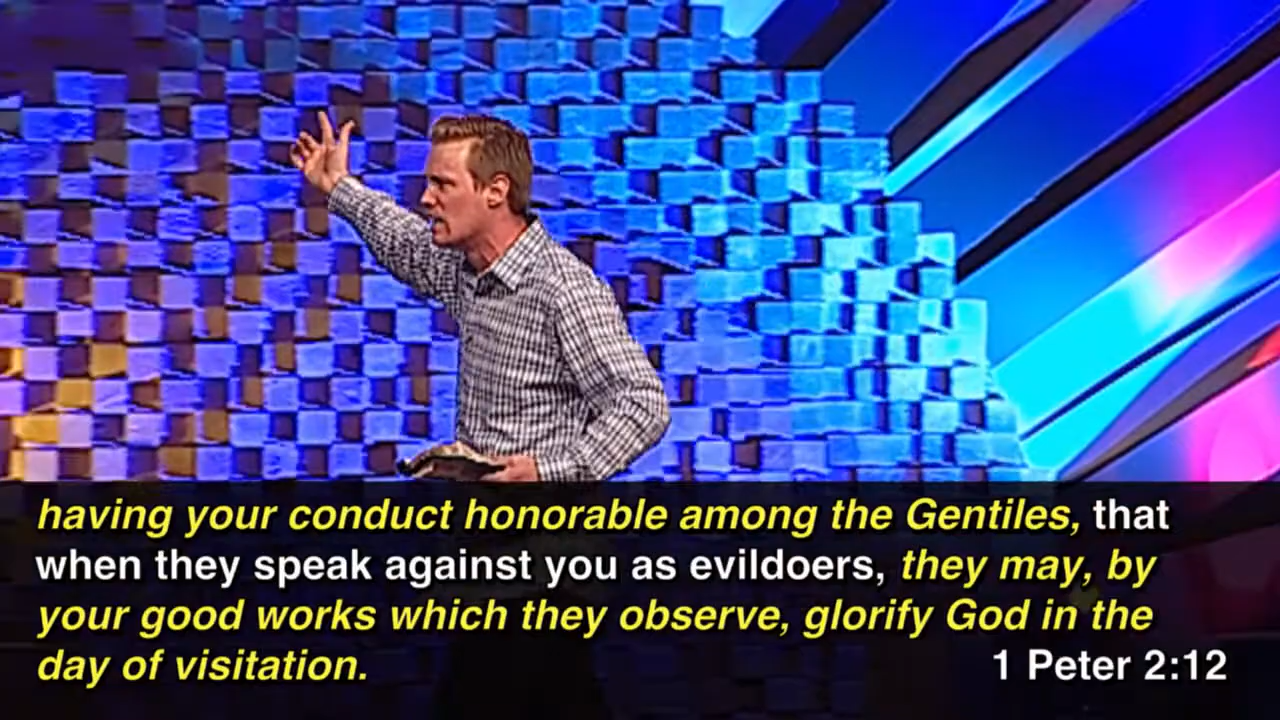 having your conduct honorable among the Gentiles, that
when they speak against you as evildoers, they may, by
your good works which they observe, glorify God in the
day of visitation.
1 Peter 2:12